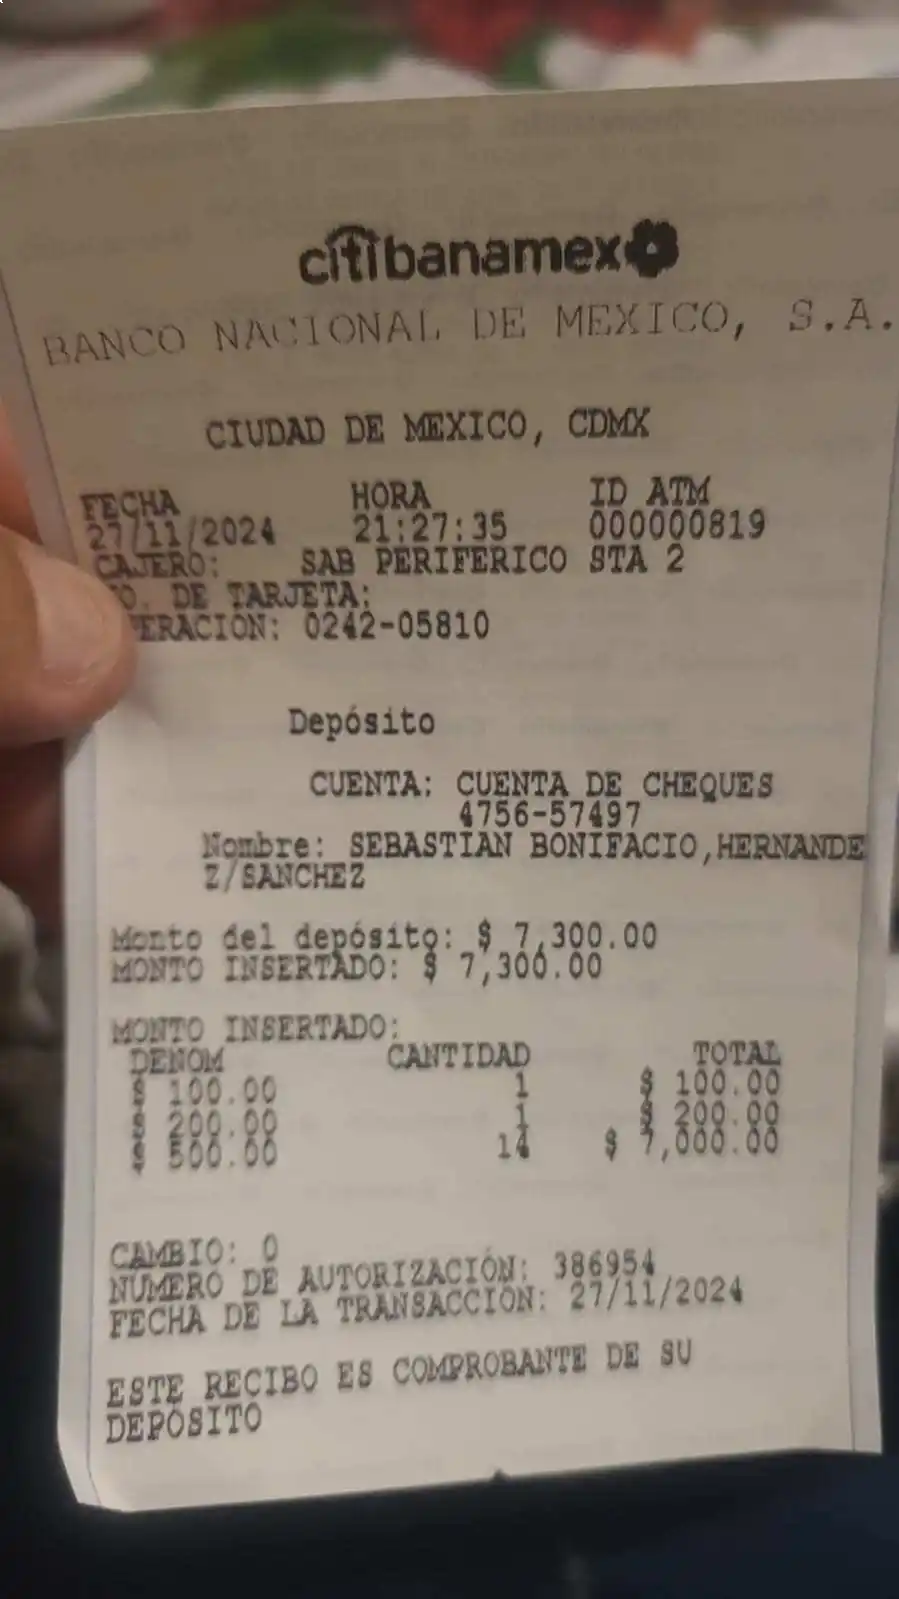 citibanamex
BANCO NACIONAL DE MEXICO, S.A.
CIUDAD DE MEXICO, CDMX
FECHA HORA ID ATM
27/11/2024 21:27:35 000000819
CAJERO: SAB PERIFERICO STA 2
O. DE TARJETA:
ERACION: 0242-05810
Depósito
CUENTA: CUENTA DE CHEQUES
4756-57497
Nombre: SEBASTIAN BONIFACIO,HERNANDE
Z/SANCHEZ
Monto del depósito: $ 7,300.00
MONTO INSERTADO: $ 7,300.00
MONTO INSERTADO:
DENOM CANTIDAD TOTAL
$ 100.00 1 $ 100.00
$ 200.00 1 $ 200.00
$ 500.00 14 $ 7,000.00
CAMBIO: 0
NUMERO DE AUTORIZACIÓN: 386954
FECHA DE LA TRANSACCIÓN: 27/11/2024
ESTE RECIBO ES COMPROBANTE DE SU
DEPÓSITO